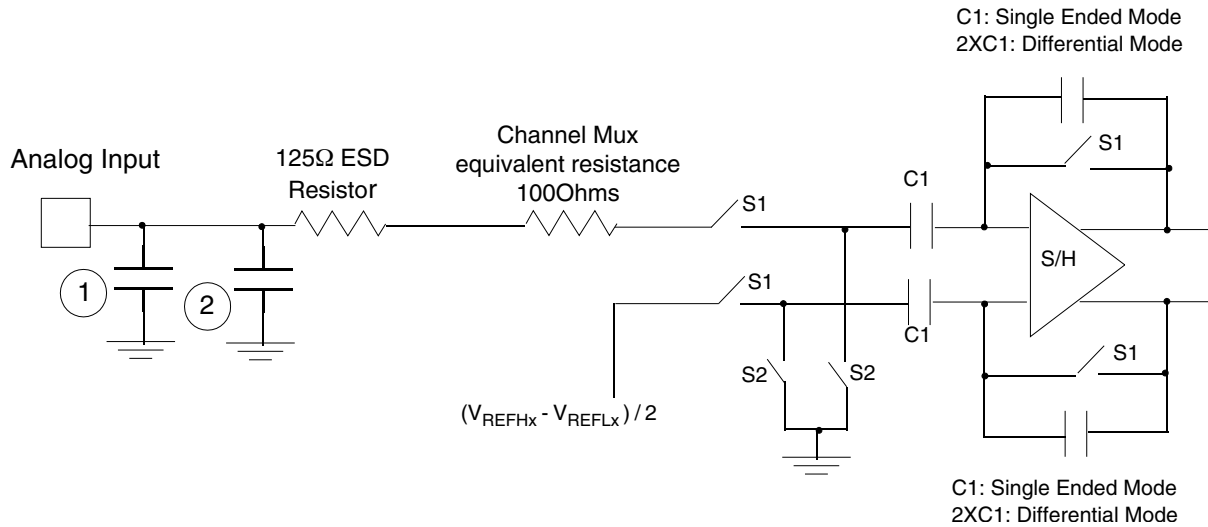 C1: Single Ended Mode
2XC1: Differential Mode
Analog Input
125Ω ESD
Resistor
Channel Mux
equivalent resistance
100Ohms
S1
C1
S1
S/H
1
2
S1
C1
S1
S2
S2
(VREFHx - VREFLx) / 2
C1: Single Ended Mode
2XC1: Differential Mode